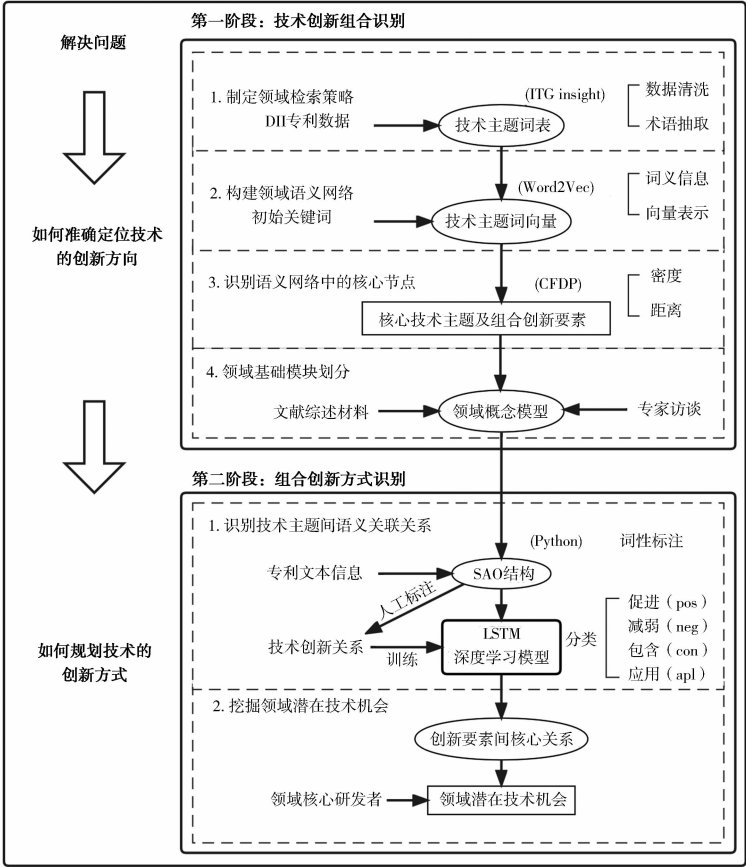 解决问题
如何准确定位技术
的创新方向
如何规划技术的
创新方式
第一阶段：技术创新组合识别
1. 制定领域检索策略
DII专利数据
(ITG insight)
技术主题词表
数据清洗
术语抽取
2. 构建领域语义网络
初始关键词
(Word2Vec)
技术主题词向量
词义信息
向量表示
3. 识别语义网络中的核心节点
(CFDP)
核心技术主题及组合创新要素
密度
距离
4. 领域基础模块划分
文献综述材料
领域概念模型
专家访谈
第二阶段：组合创新方式识别
1. 识别技术主题间语义关联关系
(Python)
词性标注
专利文本信息
SAO结构
人工标注
技术创新关系
训练
LSTM
深度学习模型
分类
促进（pos）
减弱（neg）
包含（con）
应用（apl）
2. 挖掘领域潜在技术机会
创新要素间核心关系
领域核心研发者
领域潜在技术机会